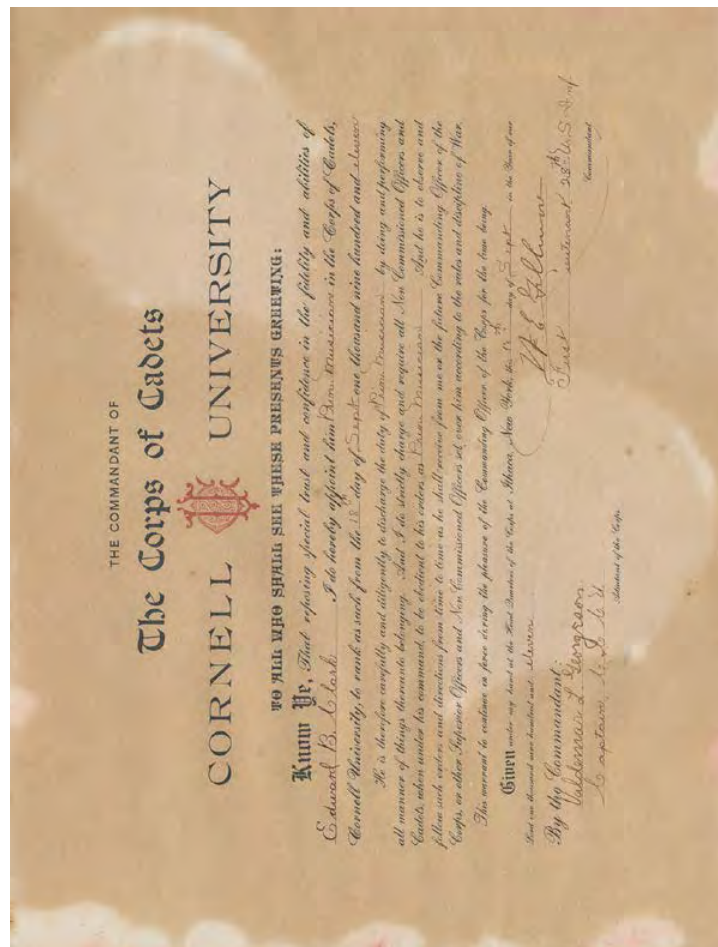 THE COMMANDANT OF
The Corps of Cadets
CORNELL UNIVERSITY
TO ALL WHO SHALL SEE THESE PRESENTS GREETING:
Know Ye, That reposing special trust and confidence in the fidelity and abilities of
Edward B. Clark I do hereby appoint him Prin. Musician in the Corps of Cadets,
Cornell University, to rank as such from the 18th day of Sept one thousand nine hundred and eleven
He is therefore carefully and diligently to discharge the duty of Prin. Musician by doing and performing
all manner of things thereunto belonging. And I do strictly charge and require all Non Commissioned Officers and
Cadets, when under his command, to be obedient to his orders, as Prin. Musician And he is to observe and
follow such orders and directions from time to time as he shall receive from me or the future Commanding Officer of the
Corps, or other Superior Officers and Non Commissioned Officers set over him according to the rules and discipline of War.
This warrant to continue in force during the pleasure of the Commanding Officer of the Corps for the time being.
Given under my hand at the Head Quarters of the Corps at Ithaca, New York, this day of Sept in the Year of our
Lord one thousand nine hundred and eleven
First Lieutenant 28th U.S. Inf
Commandant
By the Commandant:
Valdemar L. Georgeson
Captain, C.U.
Adjutant of the Corps.